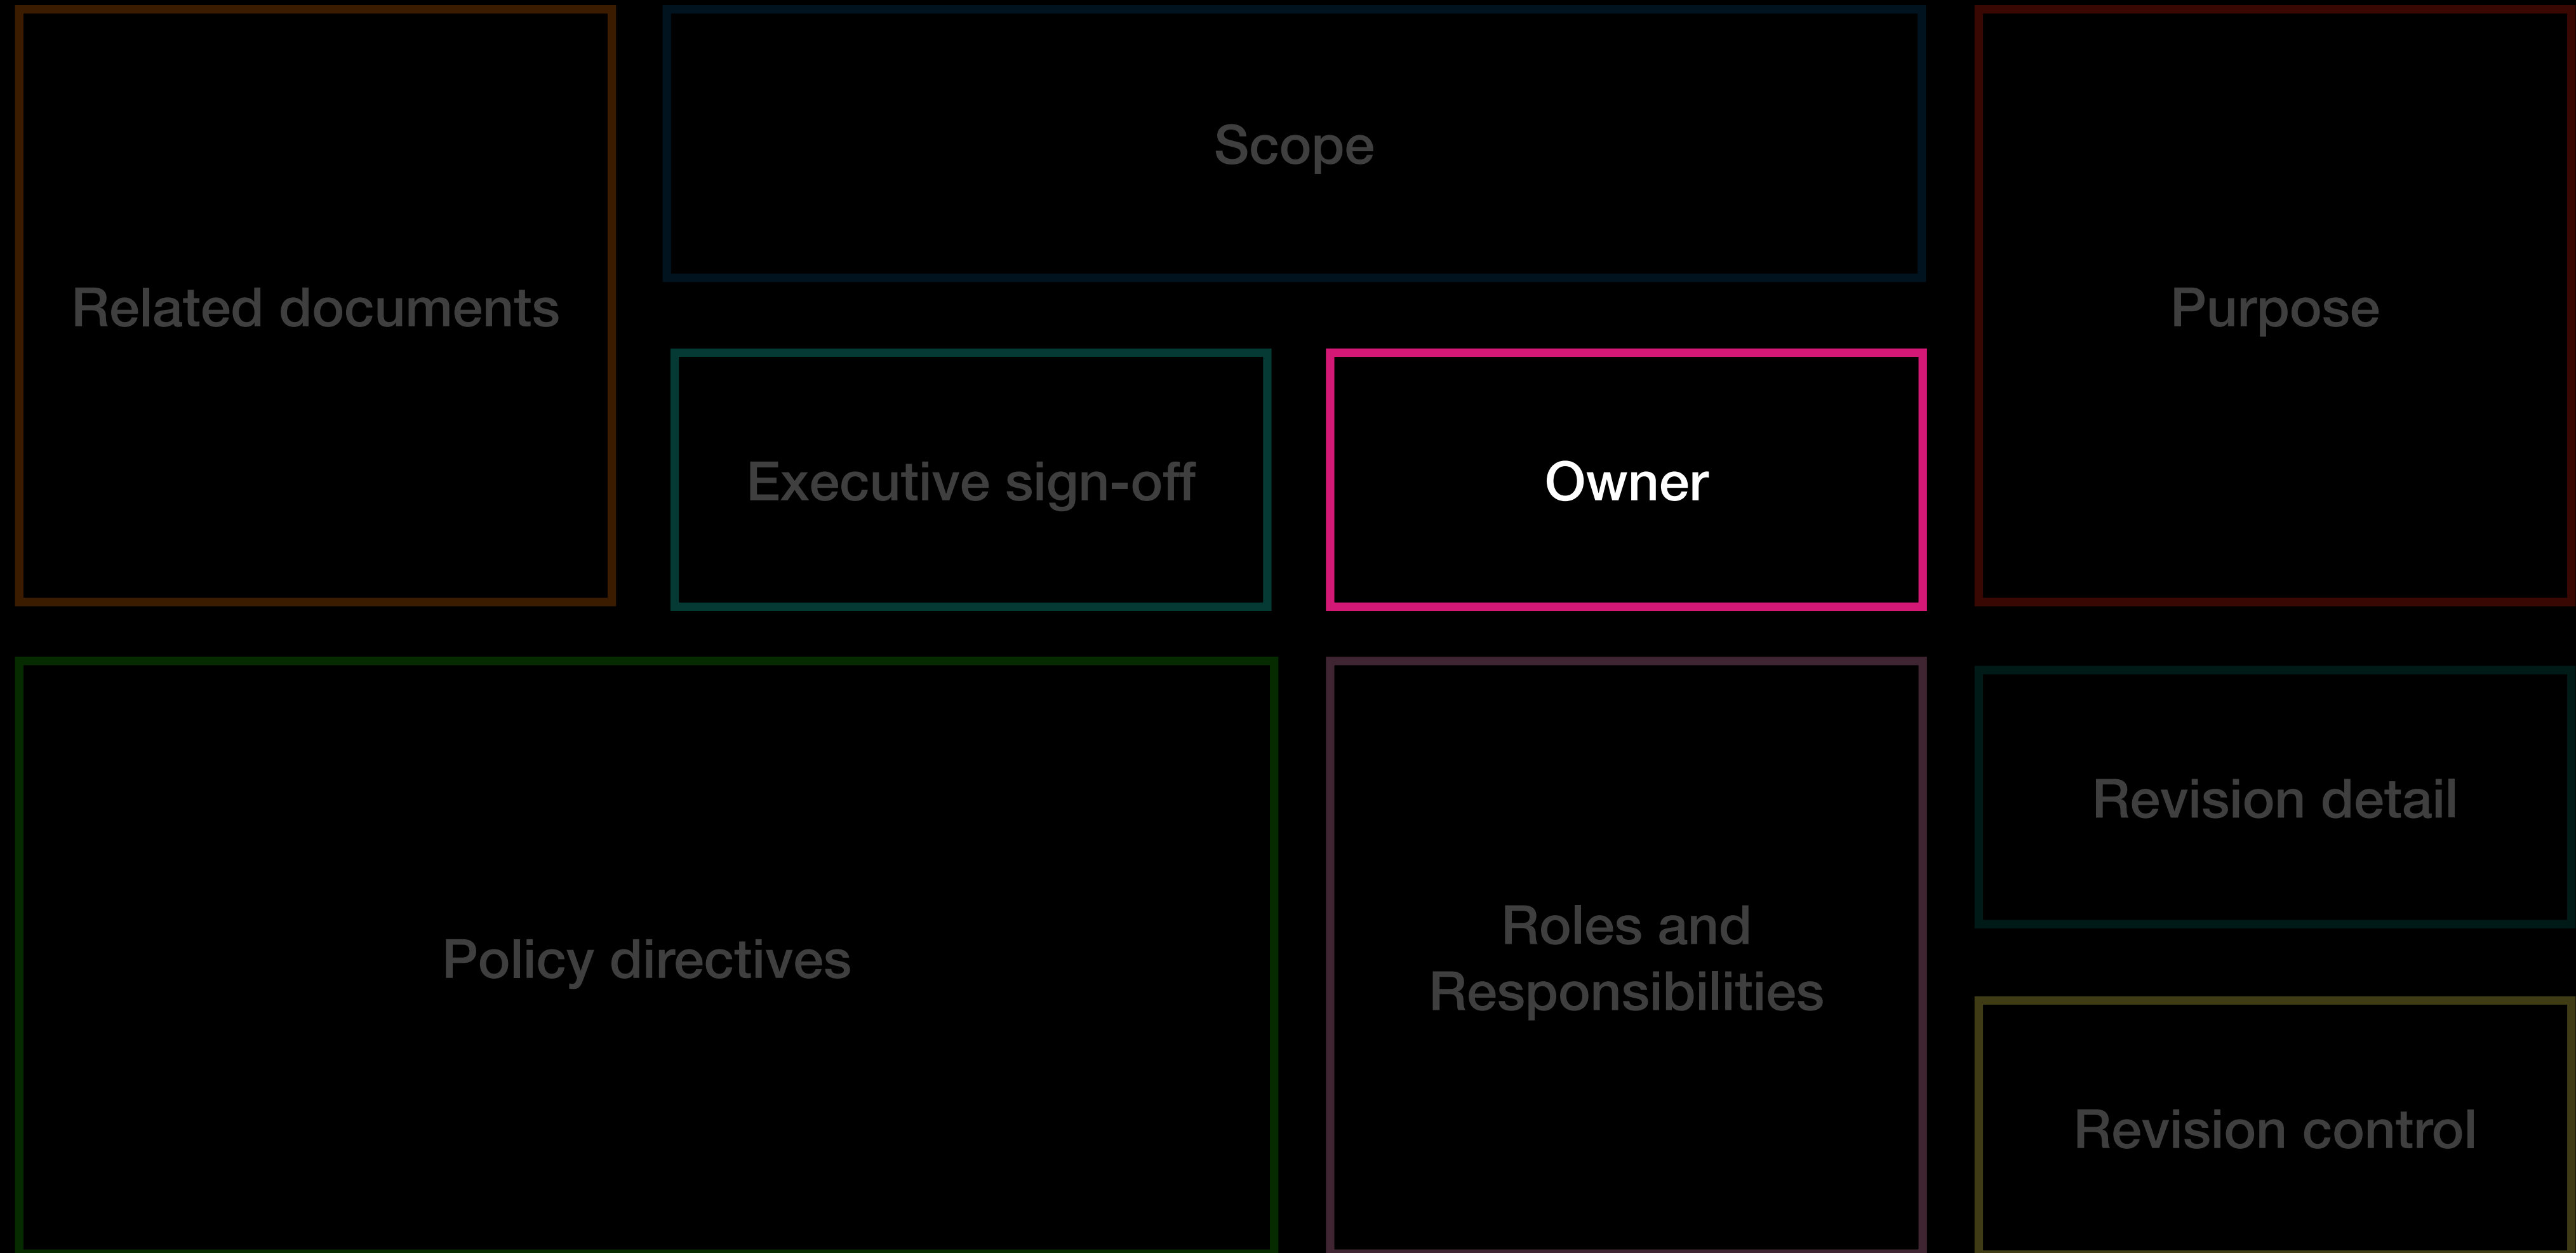 Related documents
Scope
Purpose
Executive sign-off
Owner
Policy directives
Roles and
Responsibilities
Revision detail
Revision control